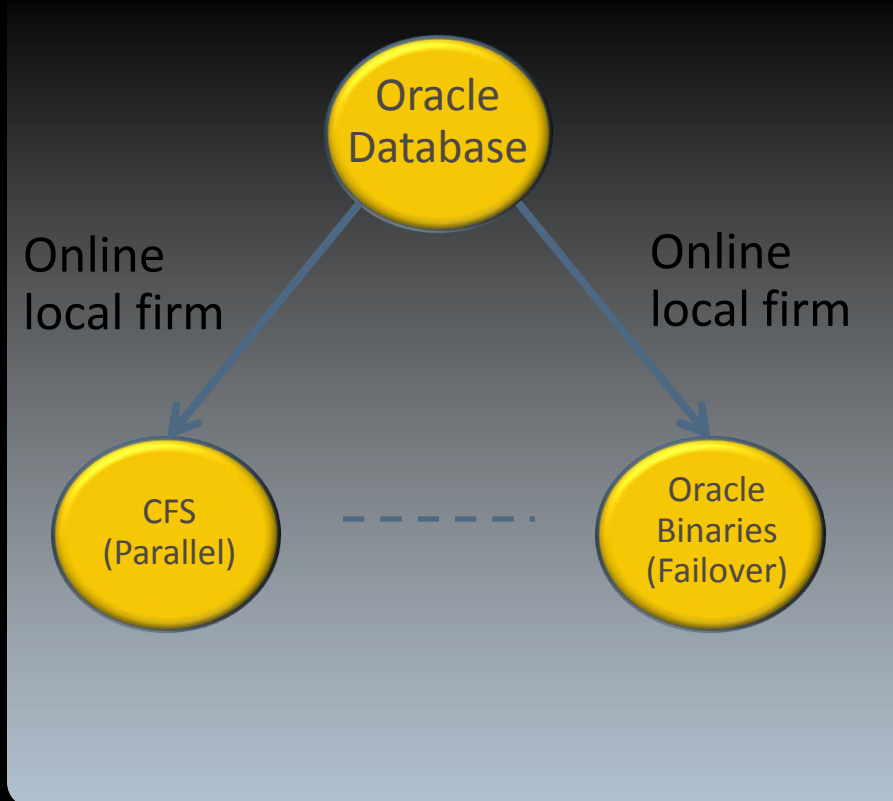 Oracle
Database
Online
local firm
Online
local firm
CFS
(Parallel)
Oracle
Binaries
(Failover)